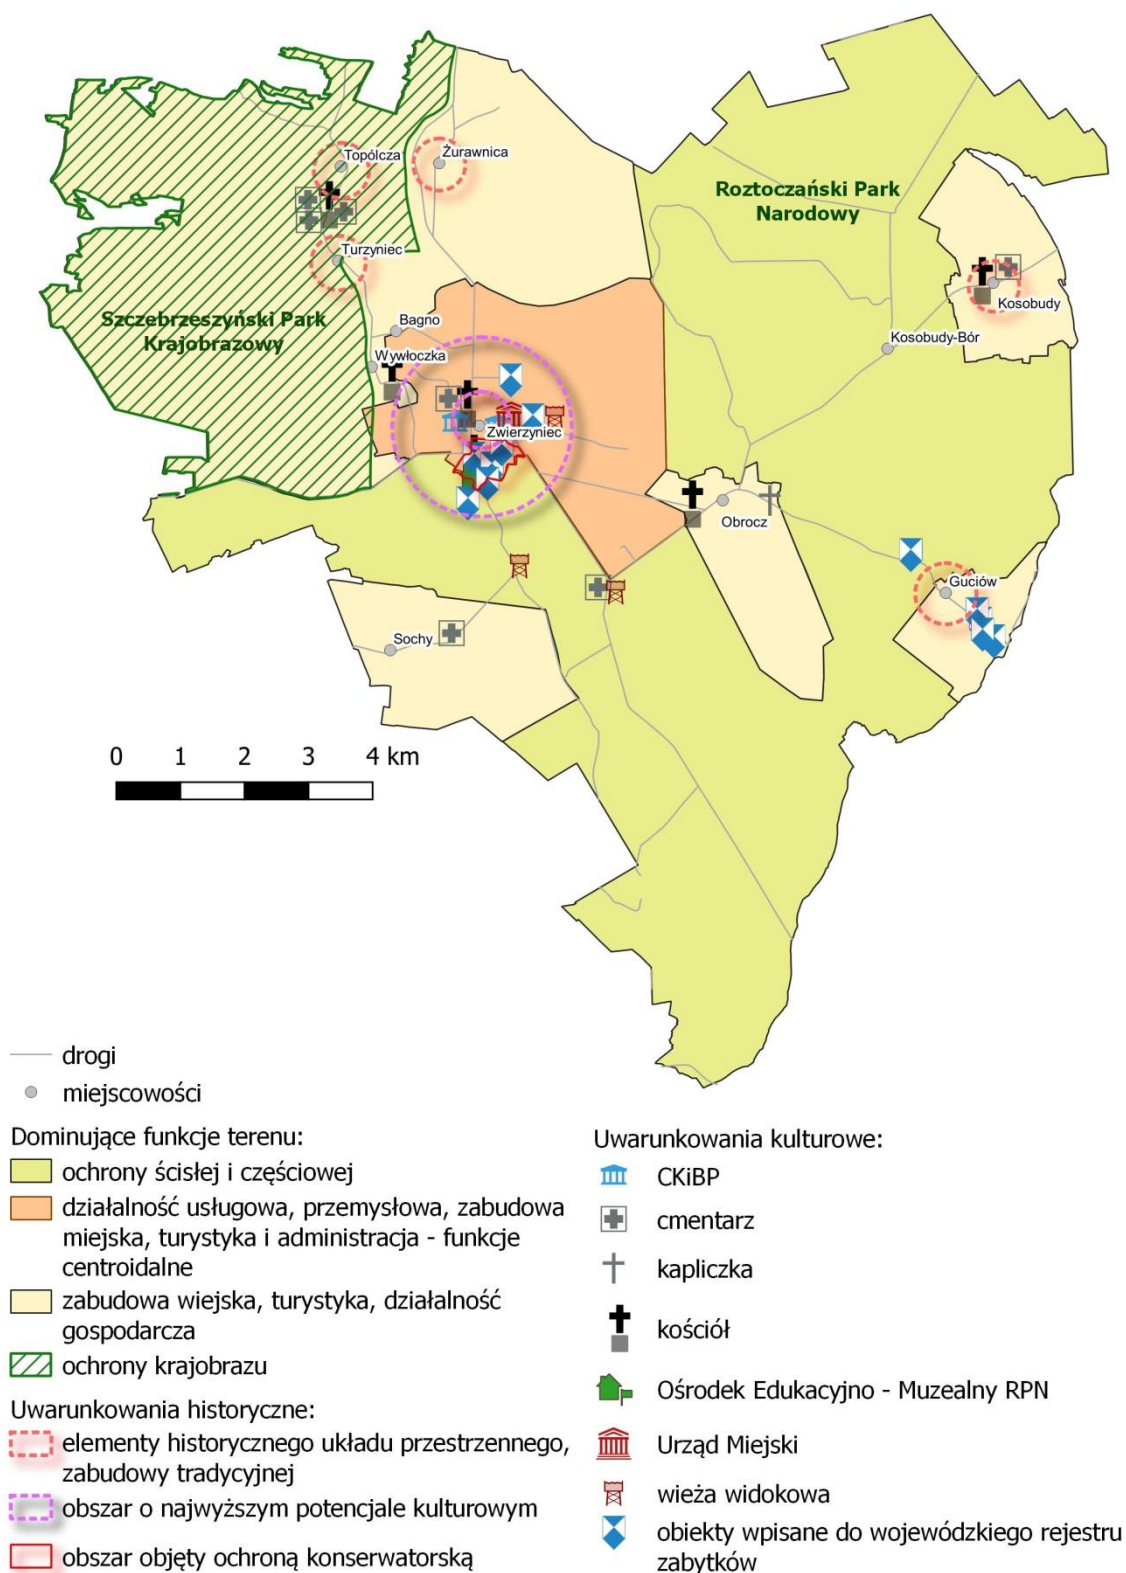 Topólcza
Żurawnica
Roztoczański Park
Narodowy
Turzyniec
Kosobudy
Szczebrzeszyński Park
Krajobrazowy
Bagno
Kosobudy-Bór
Wywłoczka
Zwierzyniec
Obrocz
Guciów
Sochy
0 1 2 3 4 km
drogi
miejscowości
Dominujące funkcje terenu:
ochrony ścisłej i częściowej
działalność usługowa, przemysłowa, zabudowa
miejska, turystyka i administracja - funkcje
centroidalne
zabudowa wiejska, turystyka, działalność
gospodarcza
ochrony krajobrazu
Uwarunkowania historyczne:
elementy historycznego układu przestrzennego,
zabudowy tradycyjnej
obszar o najwyższym potencjale kulturowym
obszar objęty ochroną konserwatorską
Uwarunkowania kulturowe:
CKiBP
cmentarz
kapliczka
kościół
Ośrodek Edukacyjno - Muzealny RPN
Urząd Miejski
wieża widokowa
obiekty wpisane do wojewódzkiego rejestru
zabytków